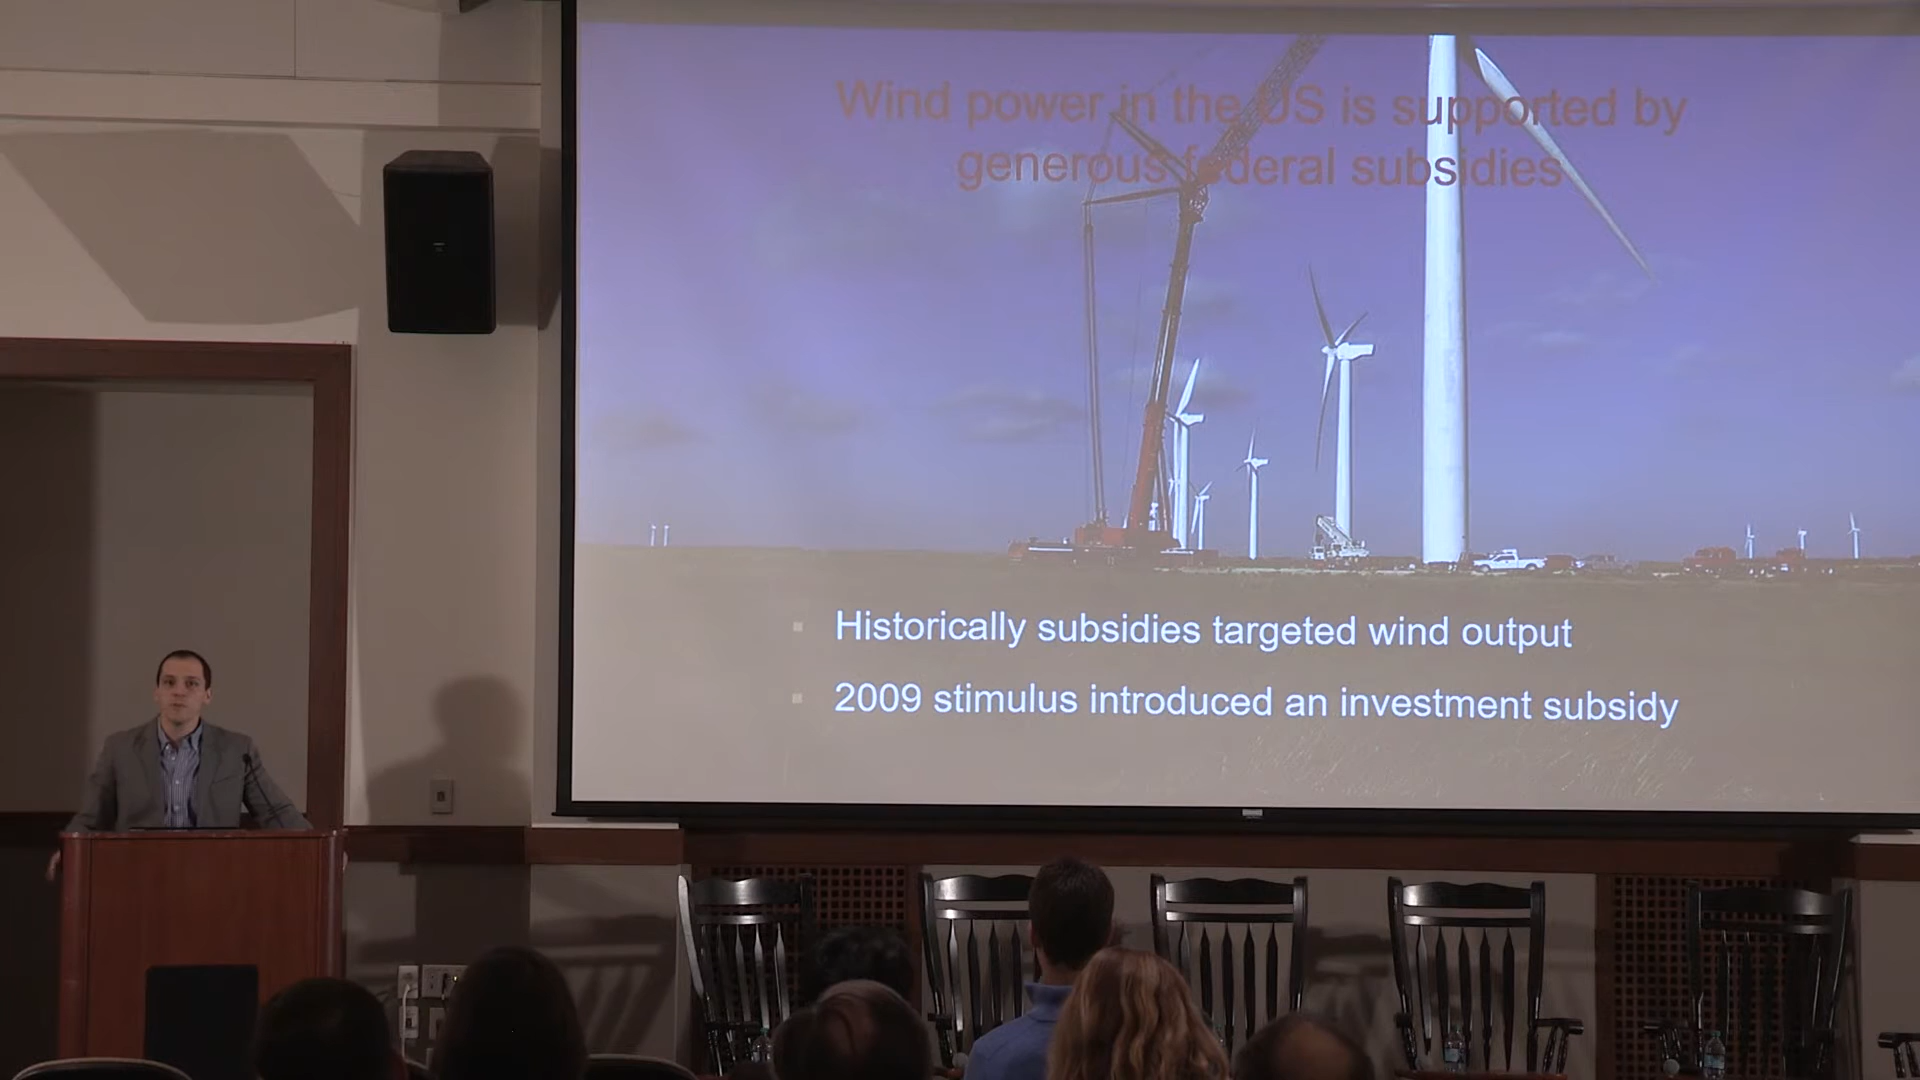 Wind power in the US is supported by
generous federal subsidies
Historically subsidies targeted wind output
2009 stimulus introduced an investment subsidy